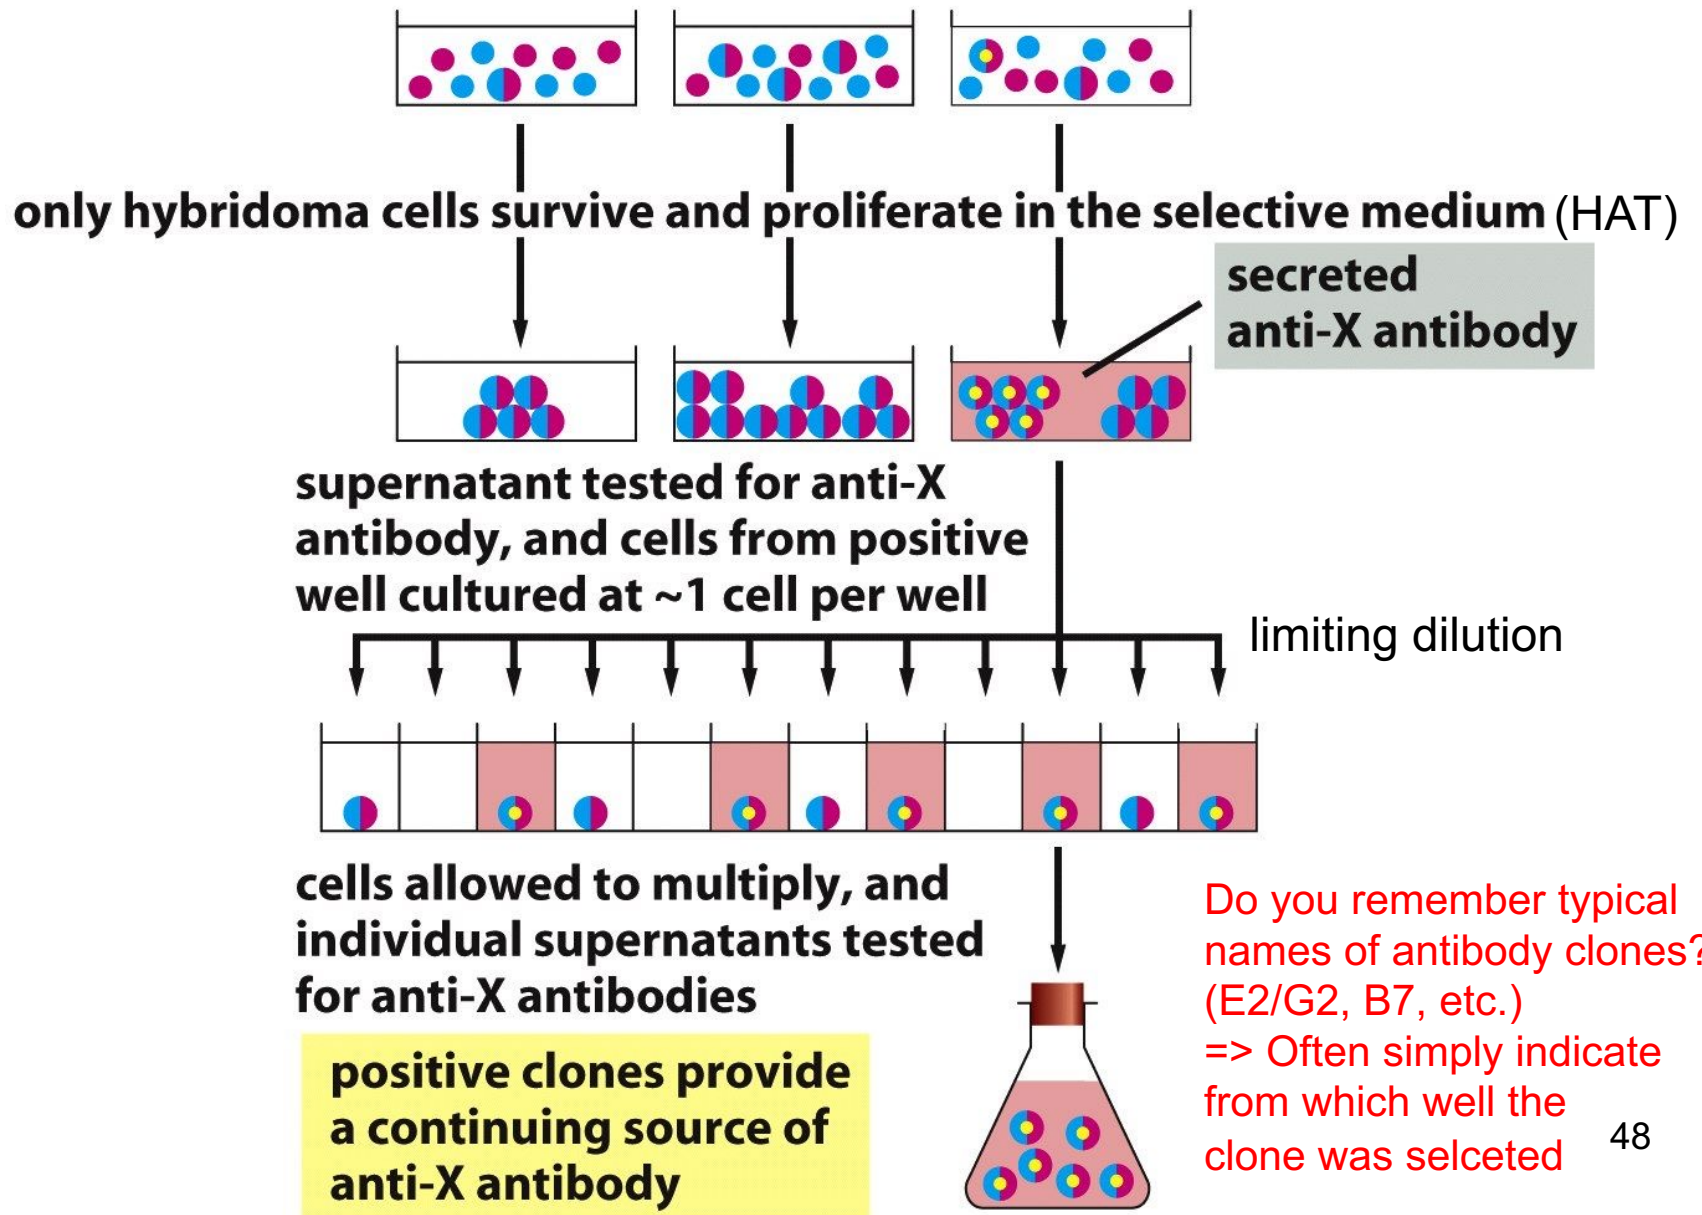 only hybridoma cells survive and proliferate in the selective medium (HAT)
secreted
anti-X antibody
supernatant tested for anti-X
antibody, and cells from positive
well cultured at ~1 cell per well
limiting dilution
cells allowed to multiply, and
individual supernatants tested
for anti-X antibodies
positive clones provide
a continuing source of
anti-X antibody
Do you remember typical
names of antibody clones?
(E2/G2, B7, etc.)
=> Often simply indicate
from which well the
clone was selceted
48